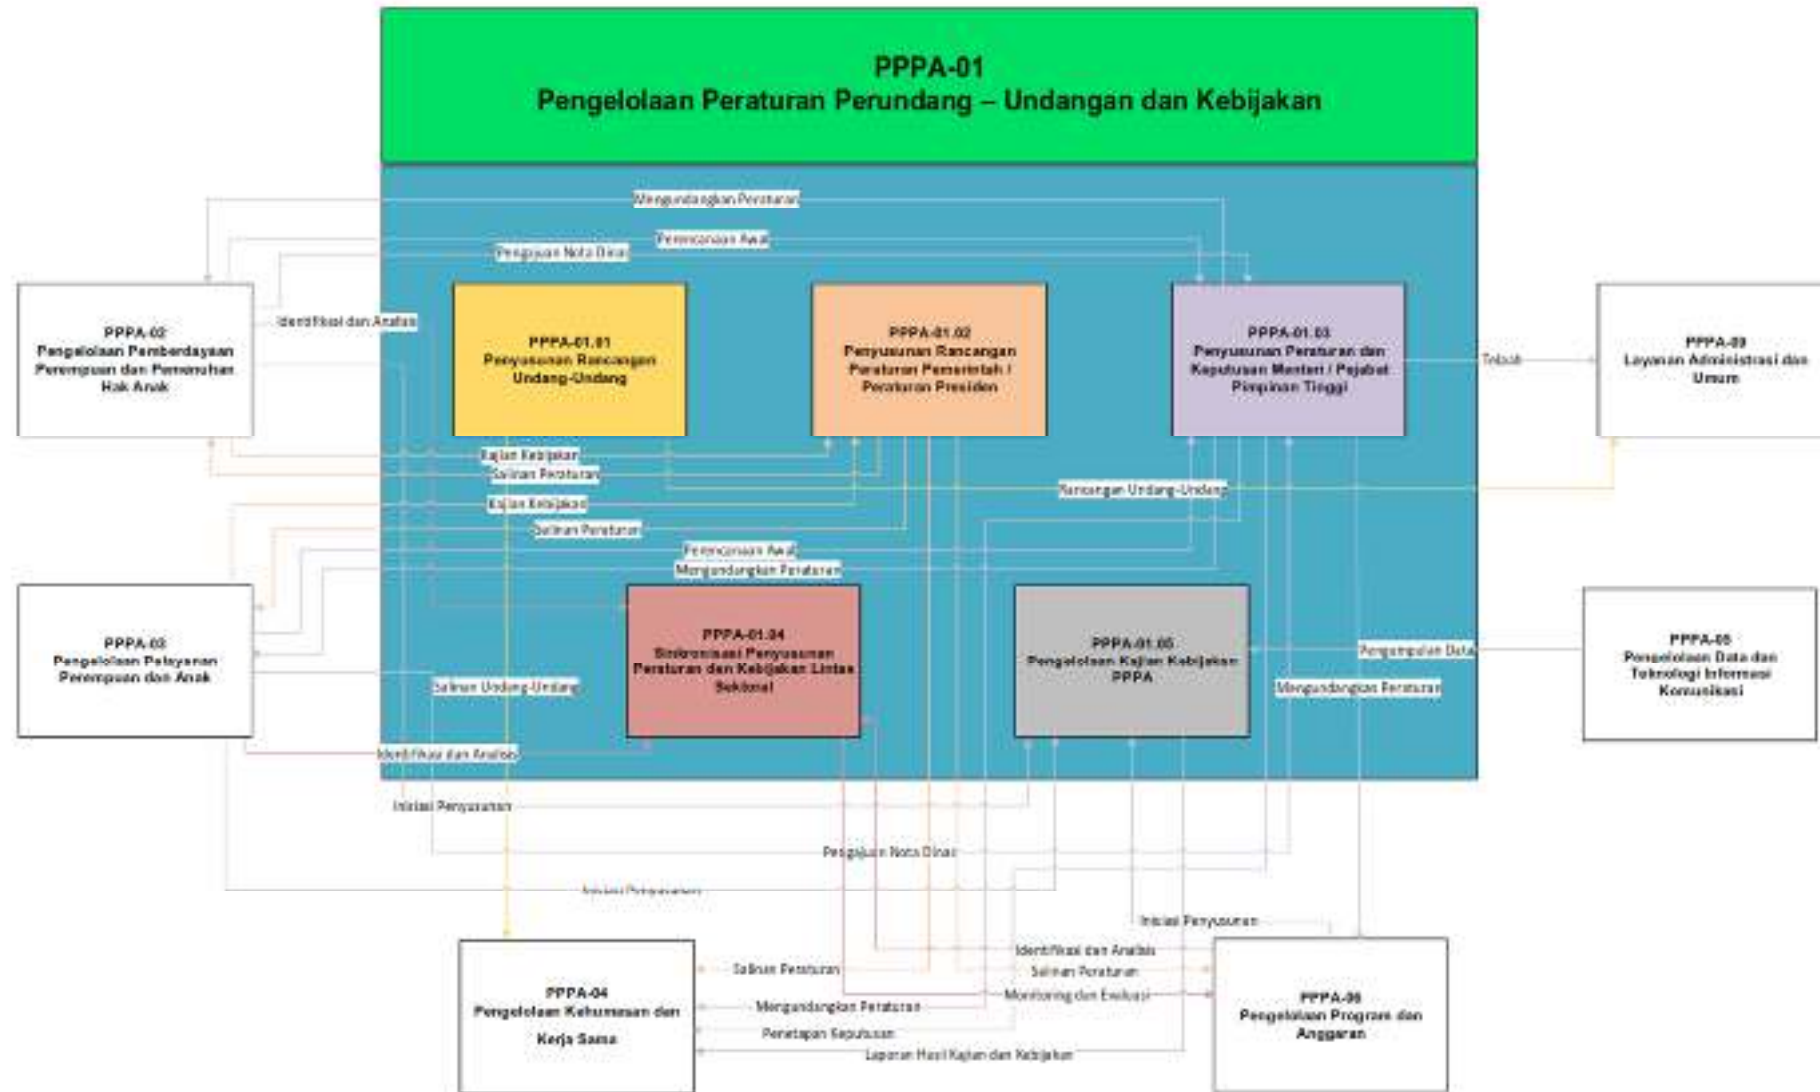 PPPA-01
Pengelolaan Peraturan Perundang – Undangan dan Kebijakan
Mengundangkan Peraturan
Perencanaan Awal
Pengajuan Nota Dinas
PPPA-02
Pengelolaan Pemberdayaan
Perempuan dan Pemenuhan
Hak Anak
Identifikasi dan Analisi
PPPA-01.01
Penyusunan Rancangan
Undang-Undang
PPPA-01.02
Penyusunan Rancangan
Peraturan Pemerintah /
Peraturan Presiden
PPPA-01.03
Penyusunan Peraturan dan
Keputusan Menteri / Pejabat
Pimpinan Tinggi
Telaah
PPPA-09
Layanan Administrasi dan
Umum
Kajian Kebijakan
Salinan Peraturan
Rancangan Undang-Undang
Kajian Kebijakan
Salinan Peraturan
Perencanaan Awal
Mengundangkan Peraturan
PPPA-03
Pengelolaan Pelayanan
Perempuan dan Anak
PPPA-01.04
Sinkronisasi Penyusunan
Peraturan dan Kebijakan Lintas
Sektoral
PPPA-01.05
Pengelolaan Kajian Kebijakan
PPPA
Pengumpulan Data
PPPA-05
Pengelolaan Data dan
Teknologi Informasi
Komunikasi
Salinan Undang-Undang
Mengundangkan Peraturan
Identifikasi dan Analisis
Inisiasi Penyusunan
Pengajuan Nota Dinas
Inisiasi Penyusunan
Inisiasi Penyusunan
PPPA-04
Pengelolaan Kehumasan dan
Kerja Sama
Identifikasi dan Analisis
Salinan Peraturan
Salinan Peraturan
Monitoring dan Evaluasi
Mengundangkan Peraturan
Penetapan Keputusan
Laporan Hasil Kajian dan Kebijakan
PPPA-06
Pengelolaan Program dan
Anggaran